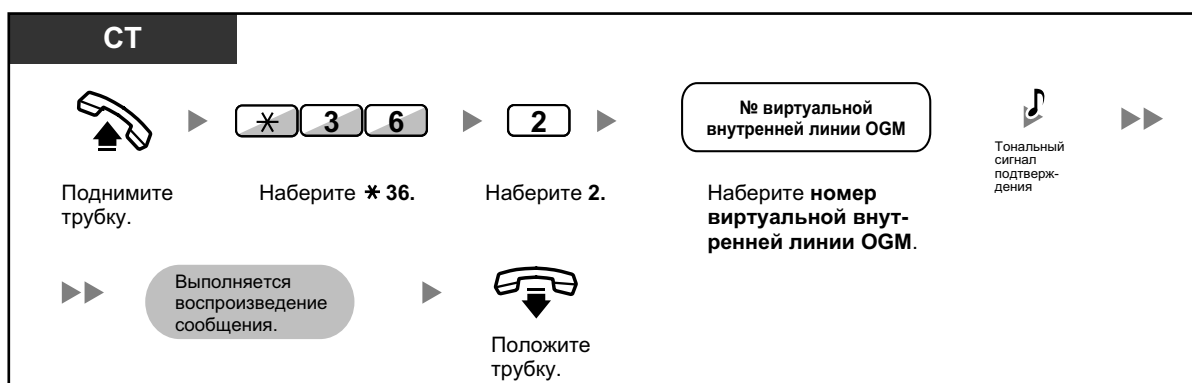 СТ
✳ 3 6
2
№ виртуальной
внутренней линии OGM
Тональный
сигнал
подтверж-
дения
Поднимите
трубку.
Наберите ✳ 36.
Наберите 2.
Наберите номер
виртуальной внут-
ренней линии OGM.
Выполняется
воспроизведение
сообщения.
Положите
трубку.